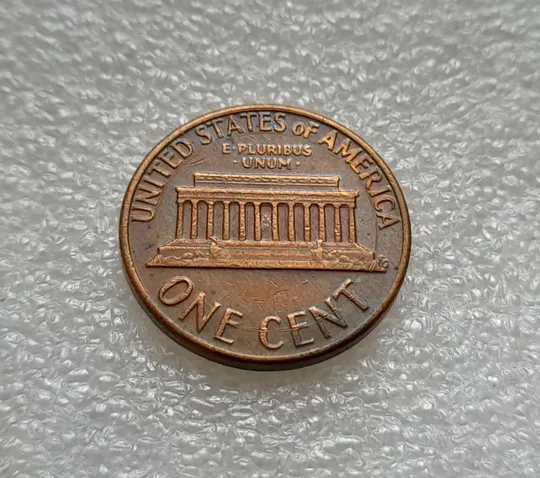 UNITED STATES of AMERICA
E·PLURIBUS
·UNUM·
ONE CENT